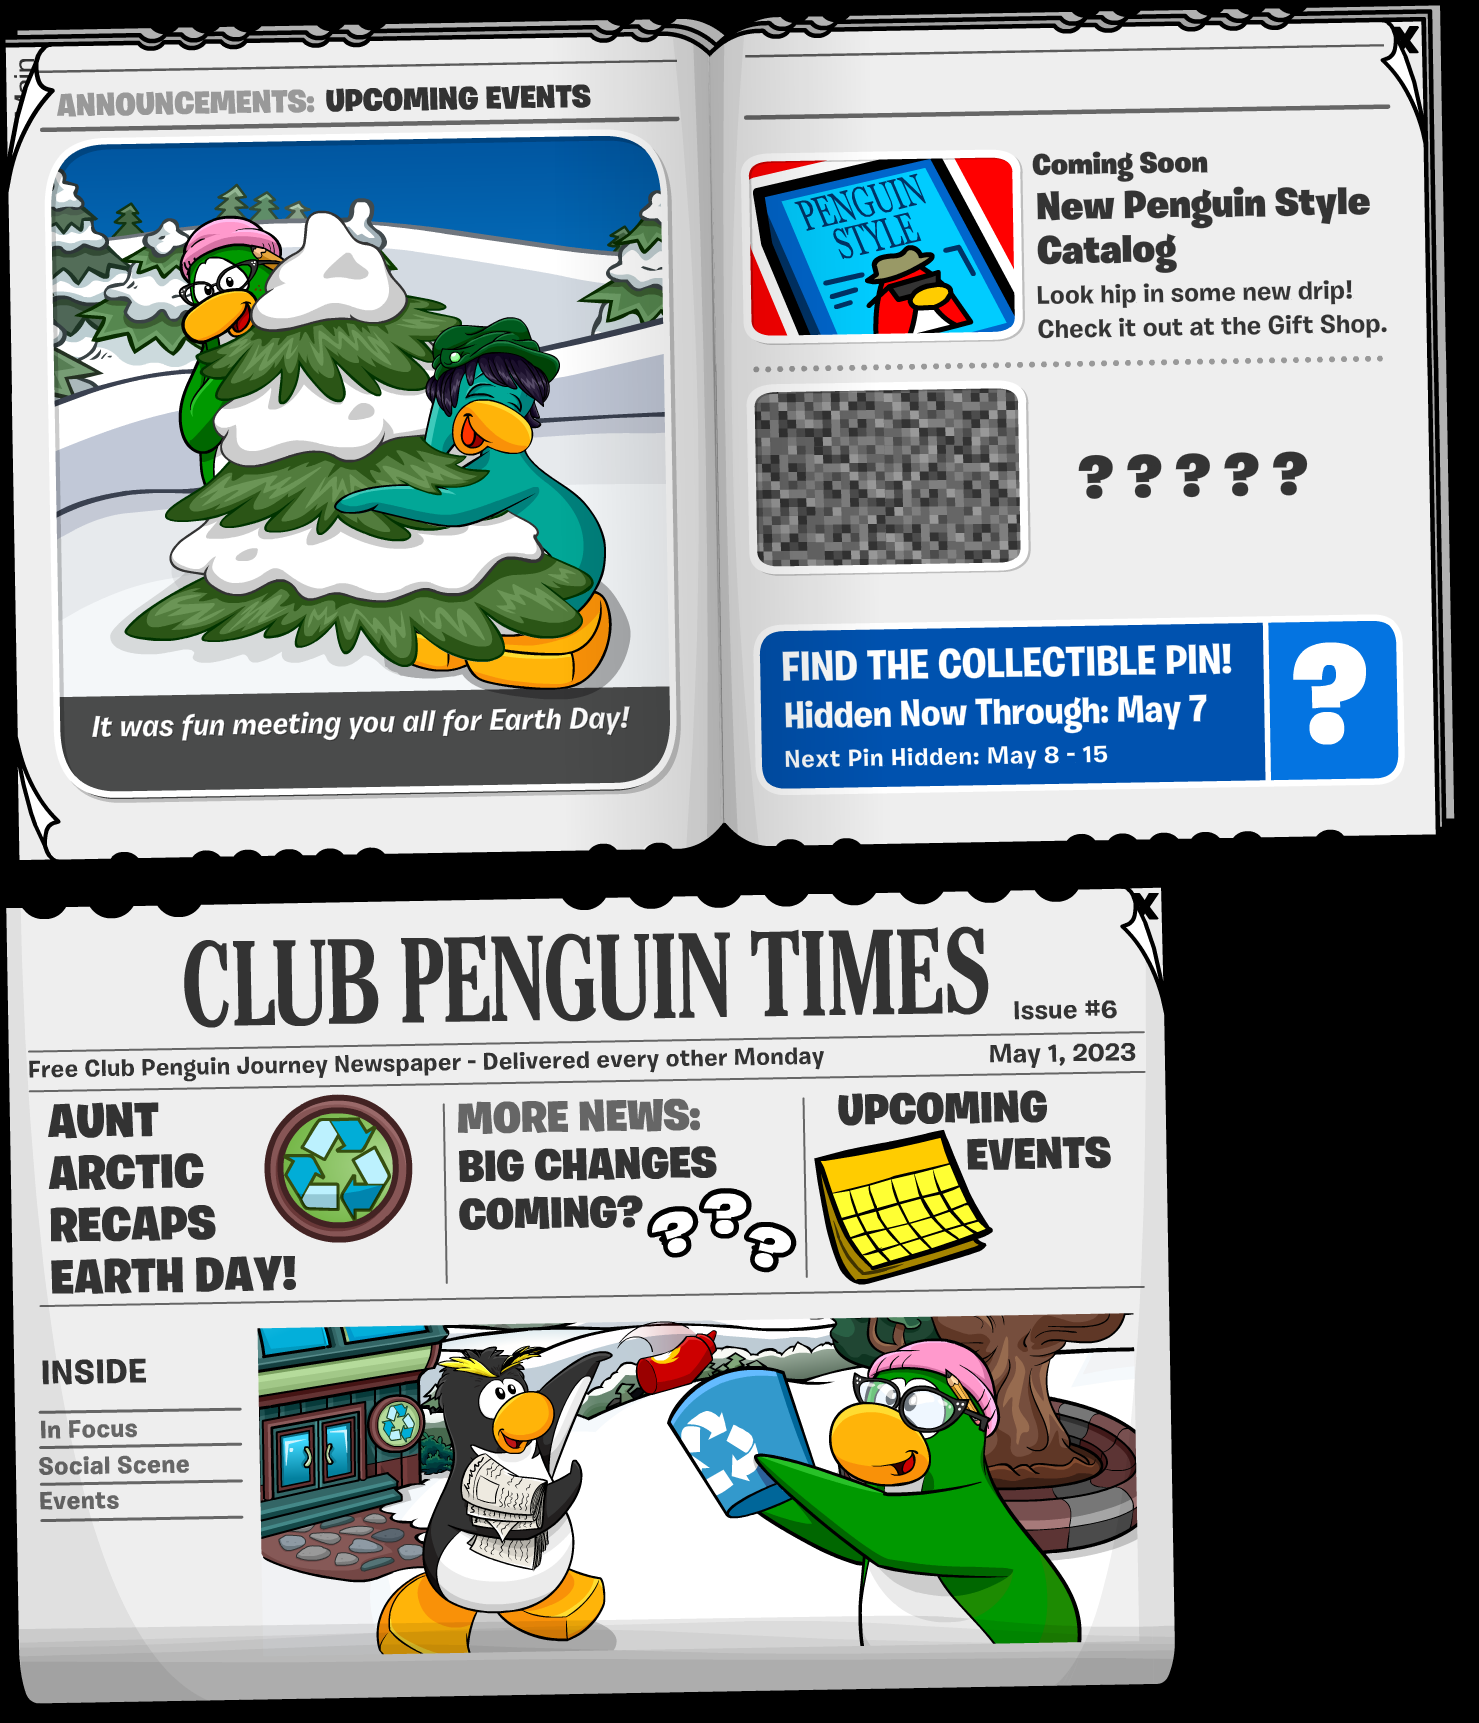 ANNOUNCEMENTS: UPCOMING EVENTS
It was fun meeting you all for Earth Day!
X
PENGUIN
STYLE
Coming Soon
New Penguin Style
Catalog
Look hip in some new drip!
Check it out at the Gift Shop.
? ? ? ? ?
FIND THE COLLECTIBLE PIN!
Hidden Now Through: May 7
Next Pin Hidden: May 8 - 15
?
X
CLUB PENGUIN TIMES
Issue #6
Free Club Penguin Journey Newspaper - Delivered every other Monday
May 1, 2023
AUNT
ARCTIC
RECAPS
EARTH DAY!
MORE NEWS:
BIG CHANGES
COMING?
? ? ?
UPCOMING
EVENTS
INSIDE
In Focus
Social Scene
Events